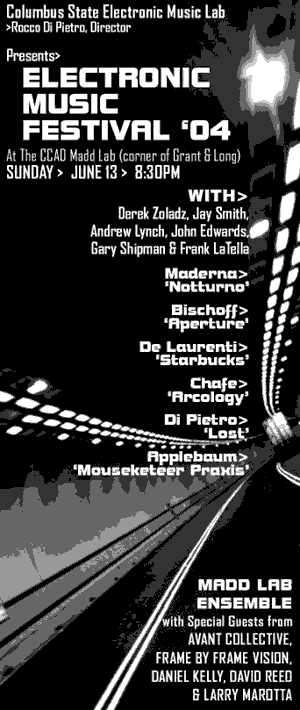 Columbus State Electronic Music Lab
>Rocco Di Pietro, Director
Presents>
ELECTRONIC
MUSIC
FESTIVAL ‘04
At The CCAD Madd Lab (corner of Grant & Long)
SUNDAY > JUNE 13 > 8:30PM
WITH>
Derek Zoladz, Jay Smith,
Andrew Lynch, John Edwards,
Gary Shipman & Frank LaTella
Maderna>
‘Notturno’
Bischoff>
‘Aperture’
De Laurenti>
‘Starbucks’
Chafe>
‘Arcology’
Di Pietro>
‘Lost’
Applebaum>
‘Mouseketeer Praxis’
MADD LAB
ENSEMBLE
with Special Guests from
AVANT COLLECTIVE,
FRAME BY FRAME VISION,
DANIEL KELLY, DAVID REED
& LARRY MAROTTA